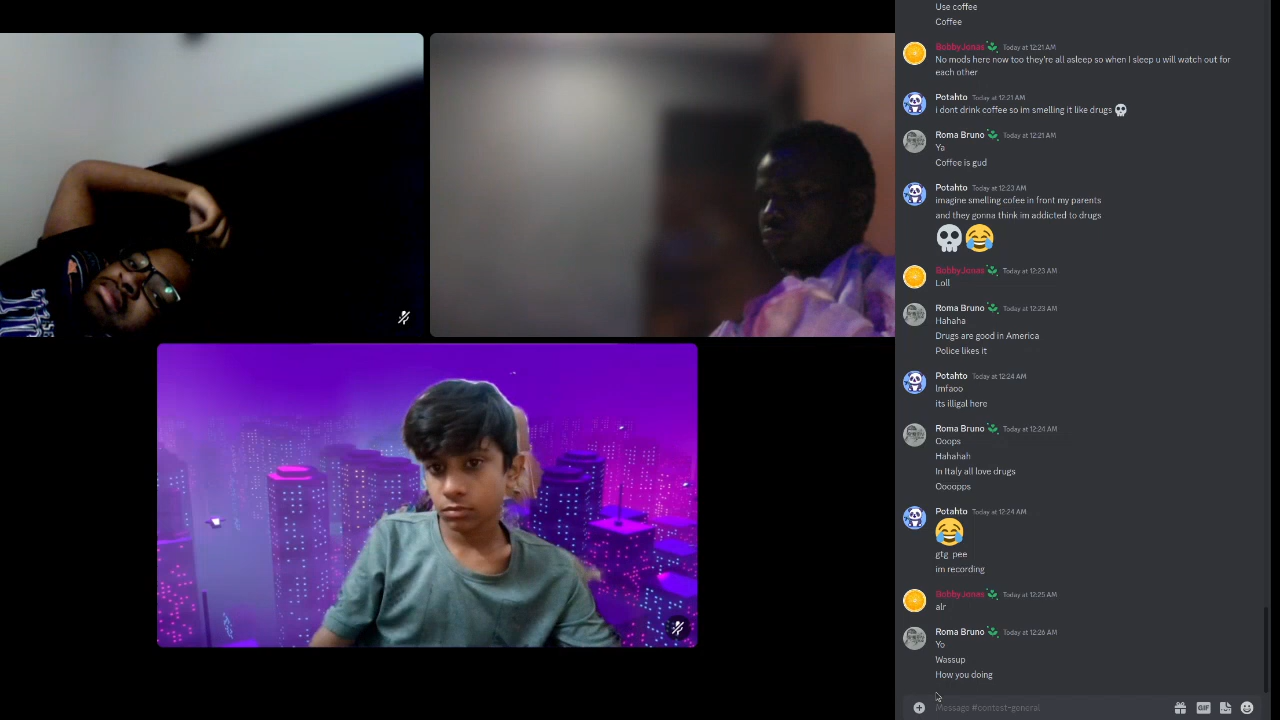 Use coffee
Coffee
BobbyJonas Today at 12:21 AM
No mods here now too they're all asleep so when I sleep u will watch out for
each other
Potahto Today at 12:21 AM
i dont drink coffee so im smelling it like drugs 💀
Roma Bruno Today at 12:21 AM
Ya
Coffee is gud
Potahto Today at 12:23 AM
imagine smelling cofee in front my parents
and they gonna think im addicted to drugs
💀😂
BobbyJonas Today at 12:23 AM
Loll
Roma Bruno Today at 12:23 AM
Hahaha
Drugs are good in America
Police likes it
Potahto Today at 12:24 AM
lmfaoo
its illigal here
Roma Bruno Today at 12:24 AM
Ooops
Hahahah
In Italy all love drugs
Oooopps
Potahto Today at 12:24 AM
😂
gtg pee
im recording
BobbyJonas Today at 12:25 AM
alr
Roma Bruno Today at 12:26 AM
Yo
Wassup
How you doing
Message #contest-general
GIF